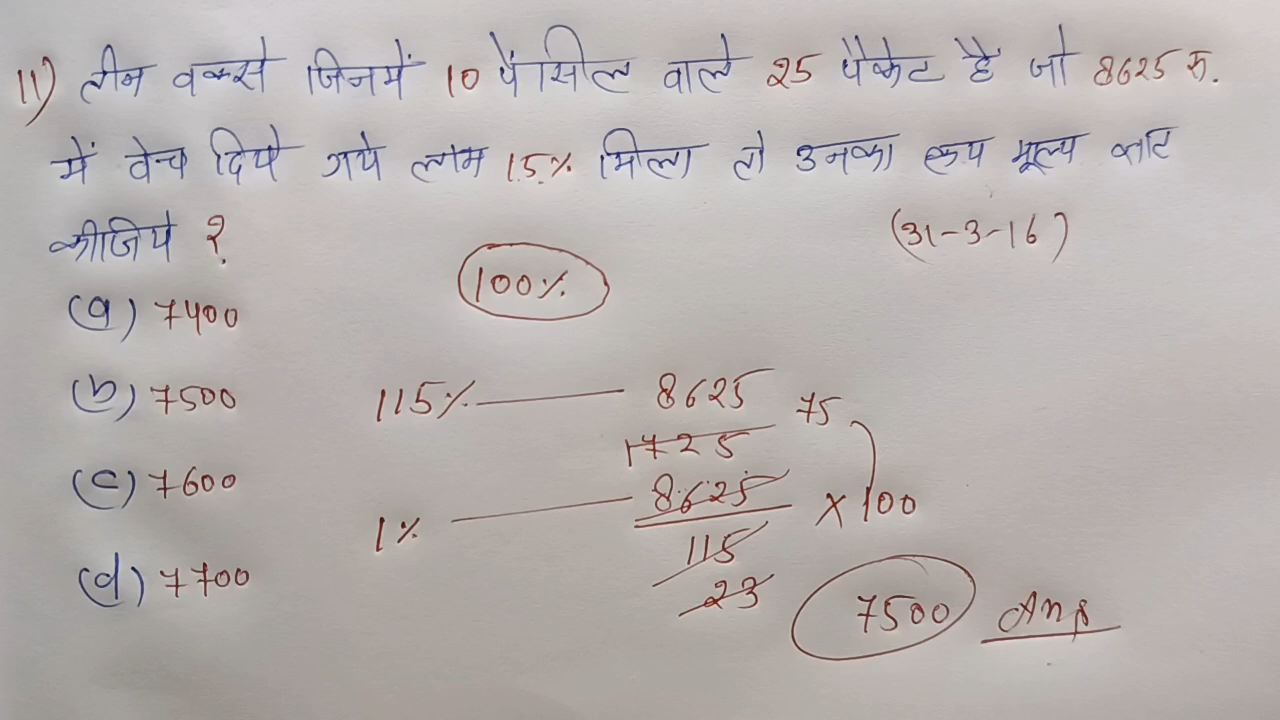 11) तीन बक्से जिनमें 10 पेंसिल वाले 25 पैकेट है जो 8625 रु.
में बेच दिये गये लाभ 15% मिला तो उनका क्रय मूल्य ज्ञात
कीजिये ?
(31-3-16)
100%
(a) 7400
(b) 7500
(c) 7600
(d) 7700
115% — 8625
1725 75
1% — 8625 × 100
115
23
7500 Ans